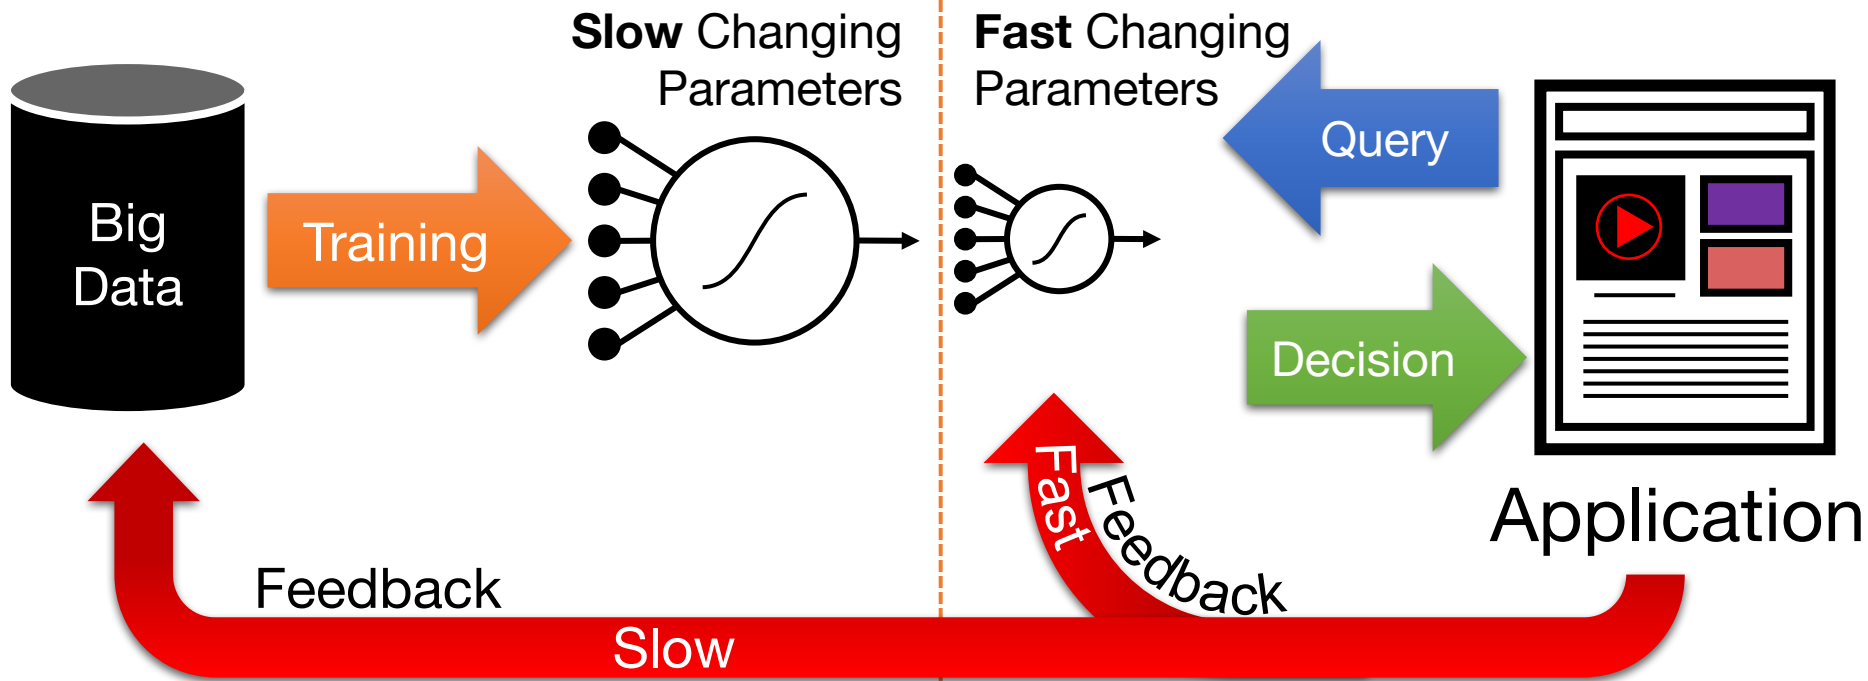 Slow Changing
Parameters
Fast Changing
Parameters
Big
Data
Training
Query
Decision
Application
Fast
Feedback
Feedback
Slow